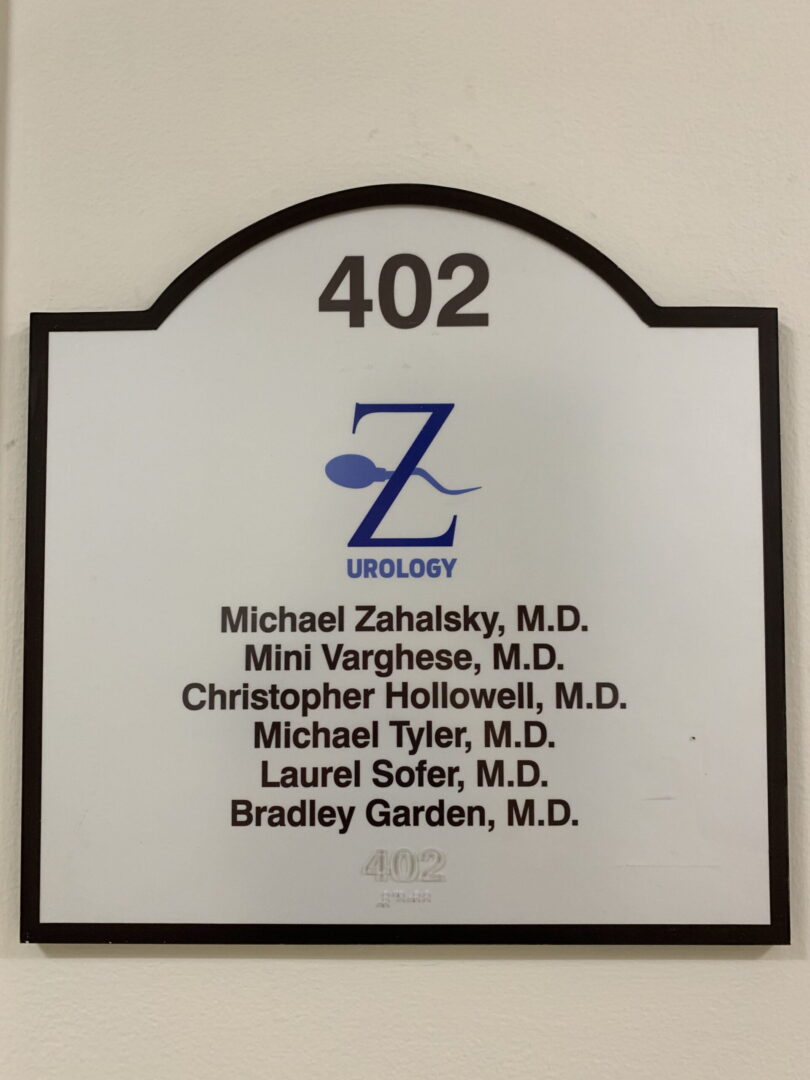 402
Z
UROLOGY
Michael Zahalsky, M.D.
Mini Varghese, M.D.
Christopher Hollowell, M.D.
Michael Tyler, M.D.
Laurel Sofer, M.D.
Bradley Garden, M.D.
402